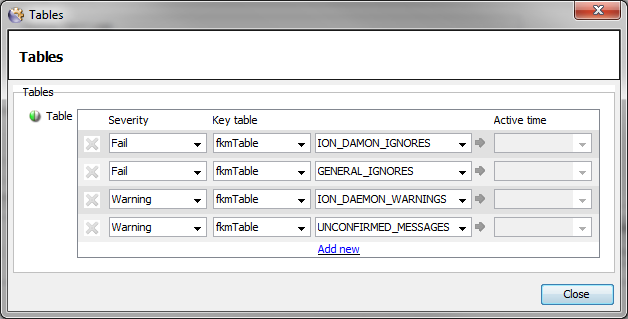 Tables
Tables
Tables
Table
Severity Key table Active time
Fail fkmTable ION_DAMON_IGNORES
Fail fkmTable GENERAL_IGNORES
Warning fkmTable ION_DAEMON_WARNINGS
Warning fkmTable UNCONFIRMED_MESSAGES
Add new
Close